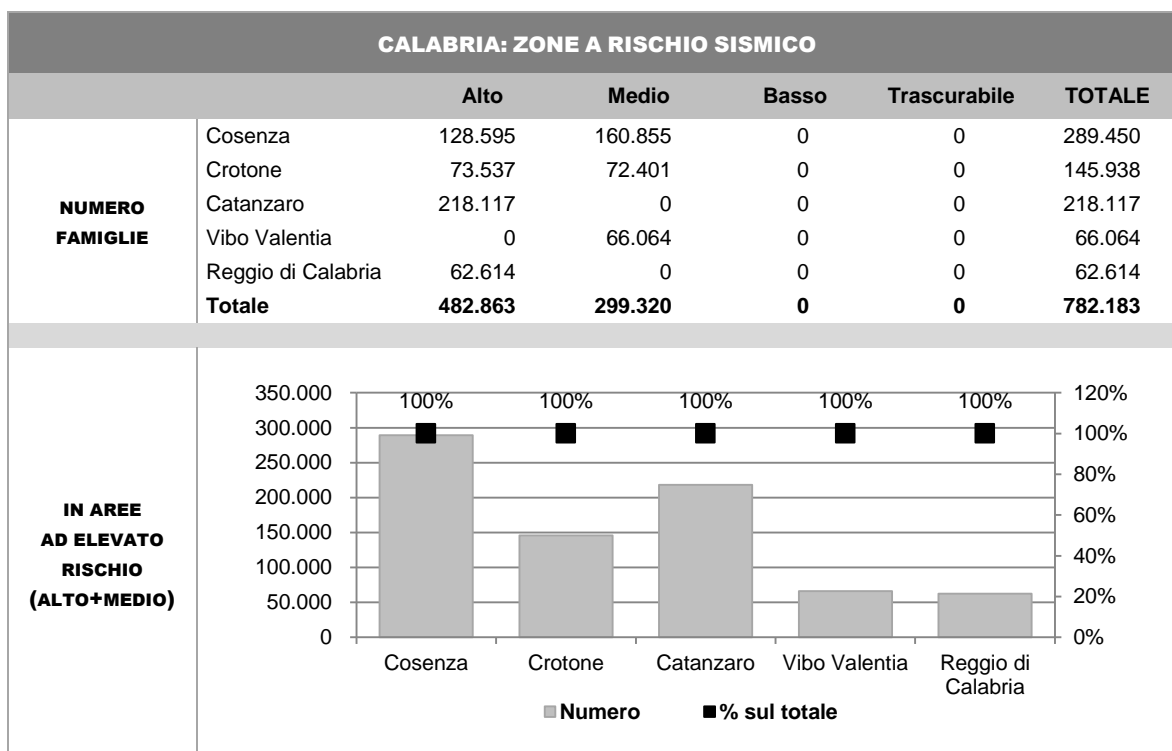 CALABRIA: ZONE A RISCHIO SISMICO
Alto Medio Basso Trascurabile TOTALE
NUMERO
FAMIGLIE
Cosenza 128.595 160.855 0 0 289.450
Crotone 73.537 72.401 0 0 145.938
Catanzaro 218.117 0 0 0 218.117
Vibo Valentia 0 66.064 0 0 66.064
Reggio di Calabria 62.614 0 0 0 62.614
Totale 482.863 299.320 0 0 782.183
IN AREE
AD ELEVATO
RISCHIO
(ALTO+MEDIO)
350.000
300.000
250.000
200.000
150.000
100.000
50.000
0
100% 100% 100% 100% 100%
120%
100%
80%
60%
40%
20%
0%
Cosenza Crotone Catanzaro Vibo Valentia Reggio di
Calabria
Numero % sul totale